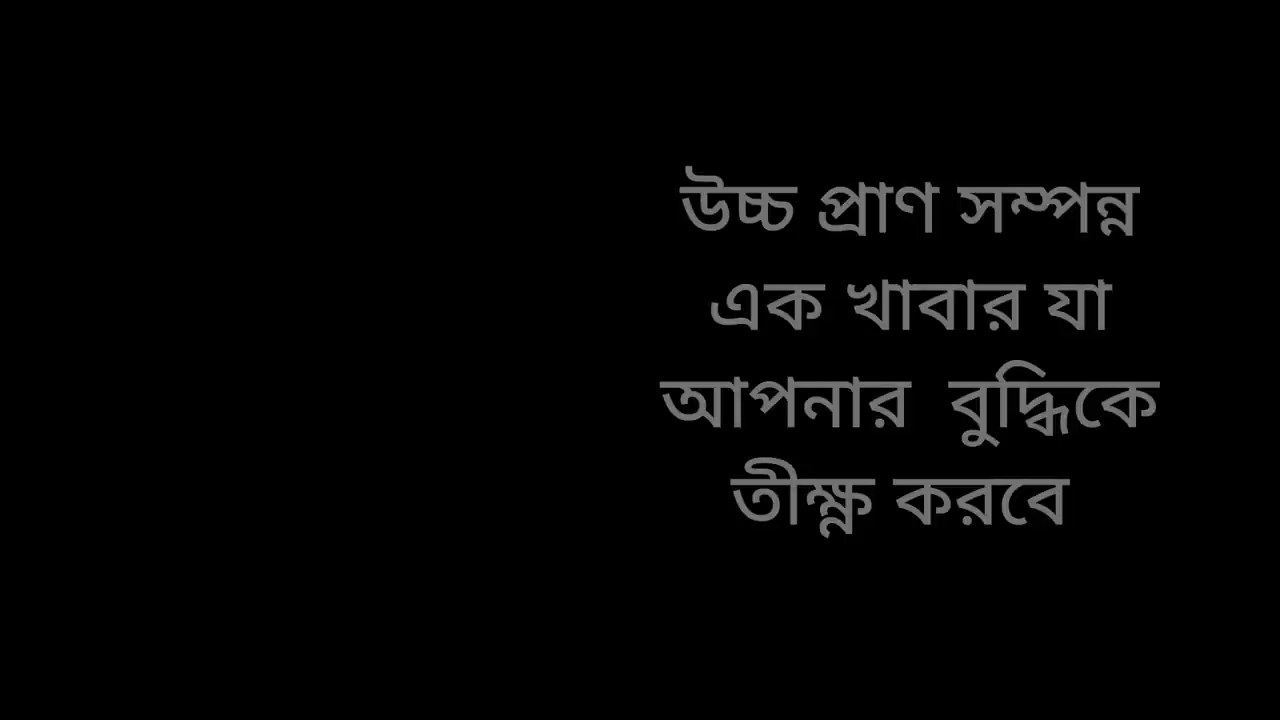 উচ্চ প্রাণ সম্পন্ন
এক খাবার যা
আপনার বুদ্ধিকে
তীক্ষ্ণ করবে